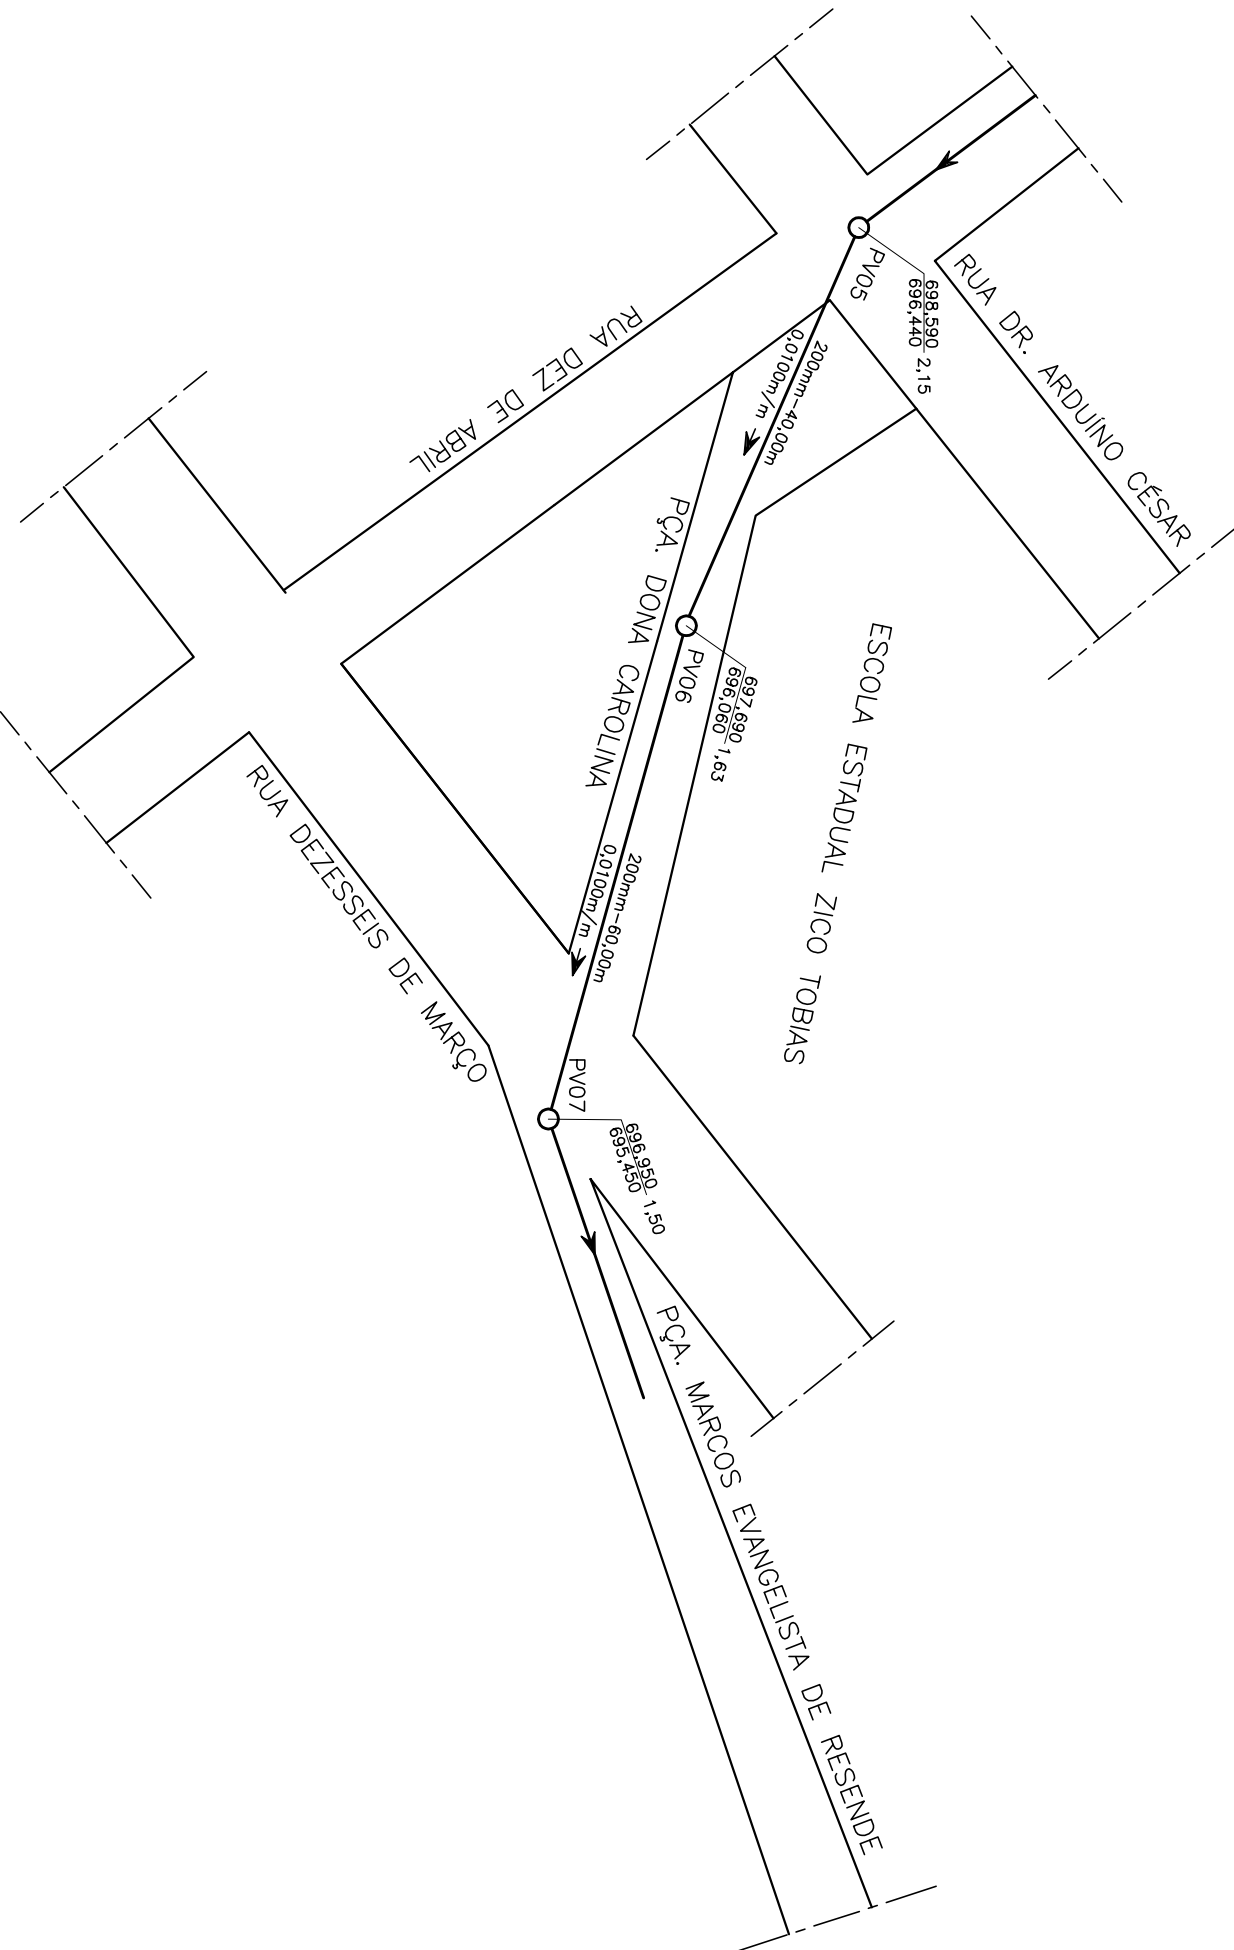 RUA DR. ARDUÍNO CÉSAR
698,590
696,440
2,15
PV05
RUA DEZ DE ABRIL
200mm-40,00m
0,0100m/m
PÇA. DONA CAROLINA
ESCOLA ESTADUAL ZICO TOBIAS
PV06
697,690
696,060
1,63
200mm-60,00m
0,0100m/m
RUA DEZESSEIS DE MARÇO
PV07
696,950
695,450
1,50
PÇA. MARCOS EVANGELISTA DE RESENDE